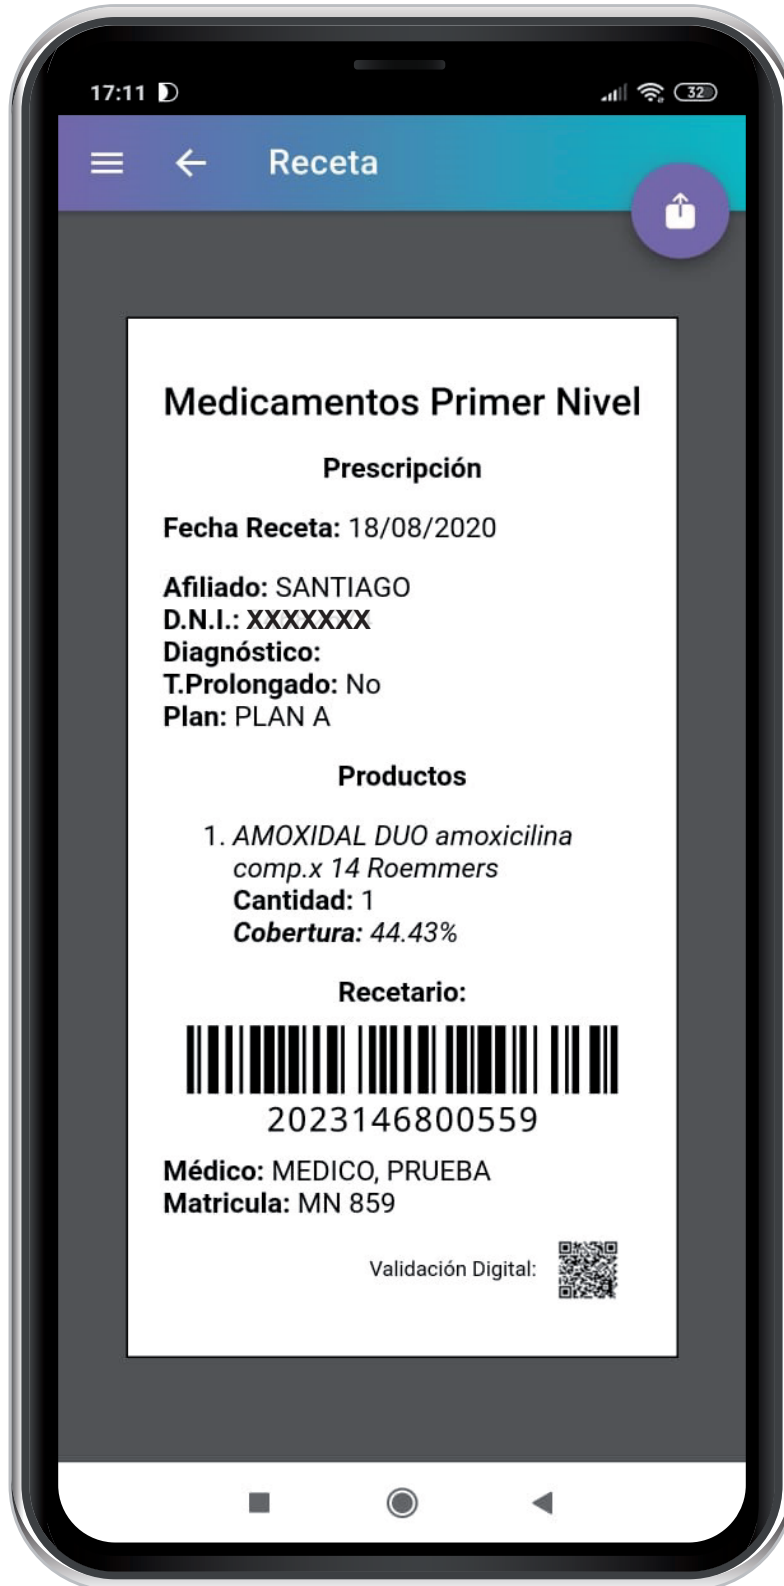 17:11
32
Receta
Medicamentos Primer Nivel
Prescripción
Fecha Receta: 18/08/2020
Afiliado: SANTIAGO
D.N.I.: XXXXXXX
Diagnóstico:
T.Prolongado: No
Plan: PLAN A
Productos
1. AMOXIDAL DUO amoxicilina
comp.x 14 Roemmers
Cantidad: 1
Cobertura: 44.43%
Recetario:
2023146800559
Médico: MEDICO, PRUEBA
Matricula: MN 859
Validación Digital: